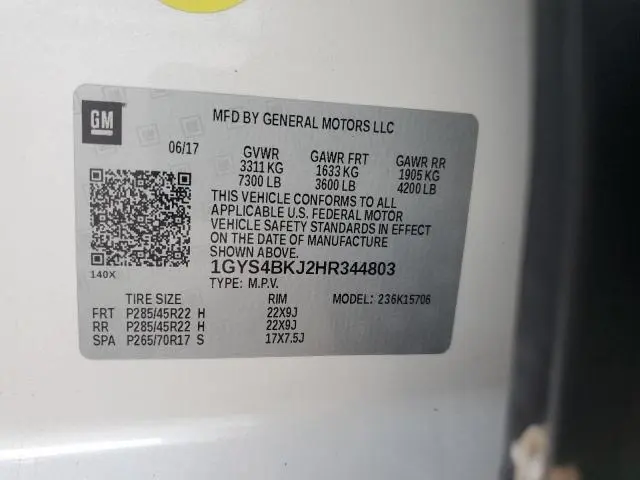 GM
MFD BY GENERAL MOTORS LLC
06/17 GVWR GAWR FRT GAWR RR
3311 KG 1633 KG 1905 KG
7300 LB 3600 LB 4200 LB
THIS VEHICLE CONFORMS TO ALL
APPLICABLE U.S. FEDERAL MOTOR
VEHICLE SAFETY STANDARDS IN EFFECT
ON THE DATE OF MANUFACTURE
SHOWN ABOVE.
140X
1GYS4BKJ2HR344803
TYPE: M.P.V.
TIRE SIZE RIM MODEL: 236K15706
FRT P285/45R22 H 22X9J
RR P285/45R22 H 22X9J
SPA P265/70R17 S 17X7.5J